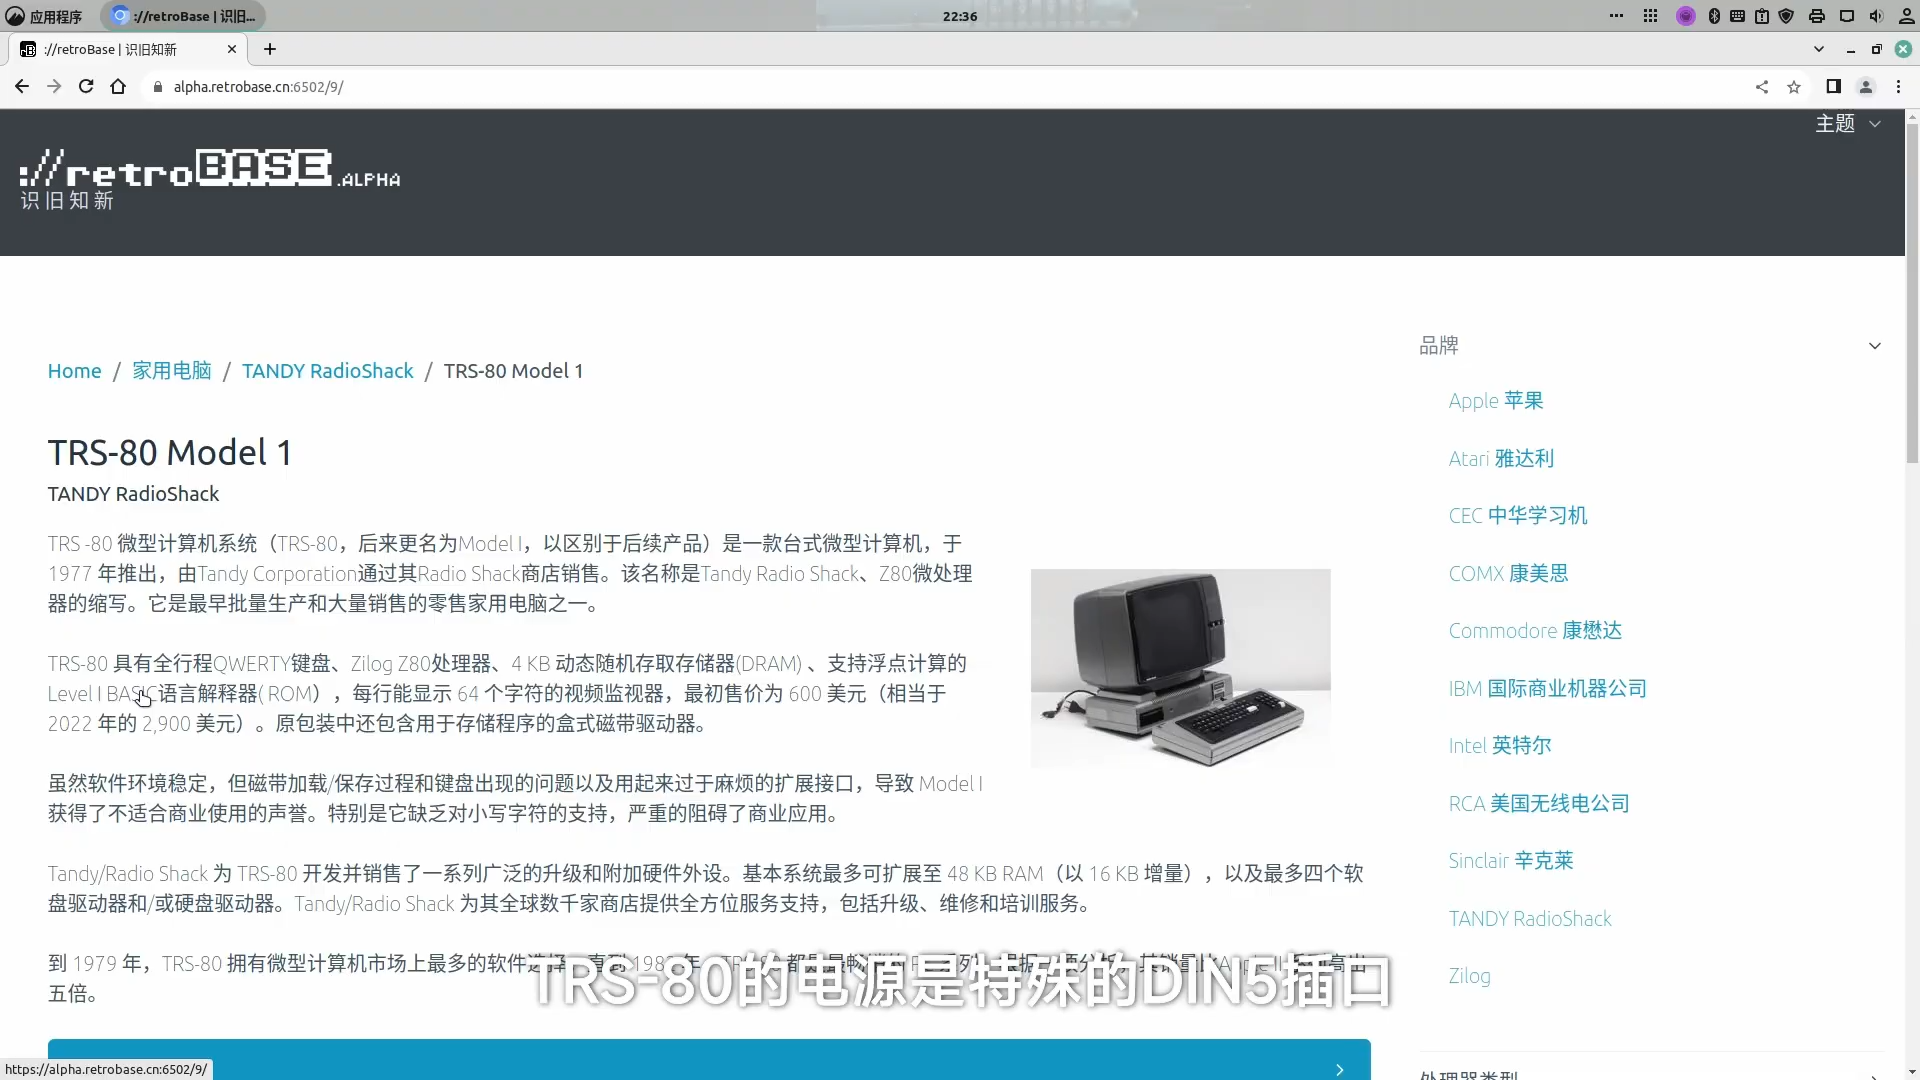 应用程序
://retroBase | 识旧...
22:36
://retroBase | 识旧知新
alpha.retrobase.cn:6502/9/
主题
://retroBASE.ALPHA
识旧知新
Home / 家用电脑 / TANDY RadioShack / TRS-80 Model 1
TRS-80 Model 1
TANDY RadioShack
TRS -80 微型计算机系统（TRS-80，后来更名为Model I，以区别于后续产品）是一款台式微型计算机，于
1977 年推出，由Tandy Corporation通过其Radio Shack商店销售。该名称是Tandy Radio Shack、Z80微处理
器的缩写。它是最早批量生产和大量销售的零售家用电脑之一。
TRS-80 具有全行程QWERTY键盘、Zilog Z80处理器、4 KB 动态随机存取存储器(DRAM) 、支持浮点计算的
Level I BASIC语言解释器( ROM），每行能显示 64 个字符的视频监视器，最初售价为 600 美元（相当于
2022 年的 2,900 美元）。原包装中还包含用于存储程序的盒式磁带驱动器。
虽然软件环境稳定，但磁带加载/保存过程和键盘出现的问题以及用起来过于麻烦的扩展接口，导致 Model I
获得了不适合商业使用的声誉。特别是它缺乏对小写字符的支持，严重的阻碍了商业应用。
Tandy/Radio Shack 为 TRS-80 开发并销售了一系列广泛的升级和附加硬件外设。基本系统最多可扩展至 48 KB RAM（以 16 KB 增量），以及最多四个软
盘驱动器和/或硬盘驱动器。Tandy/Radio Shack 为其全球数千家商店提供全方位服务支持，包括升级、维修和培训服务。
到 1979 年，TRS-80 拥有微型计算机市场上最多的软件选择
五倍。
TRS-80的电源是特殊的DIN5插口
品牌
Apple 苹果
Atari 雅达利
CEC 中华学习机
COMX 康美思
Commodore 康懋达
IBM 国际商业机器公司
Intel 英特尔
RCA 美国无线电公司
Sinclair 辛克莱
TANDY RadioShack
Zilog
处理器类型
https://alpha.retrobase.cn:6502/9/